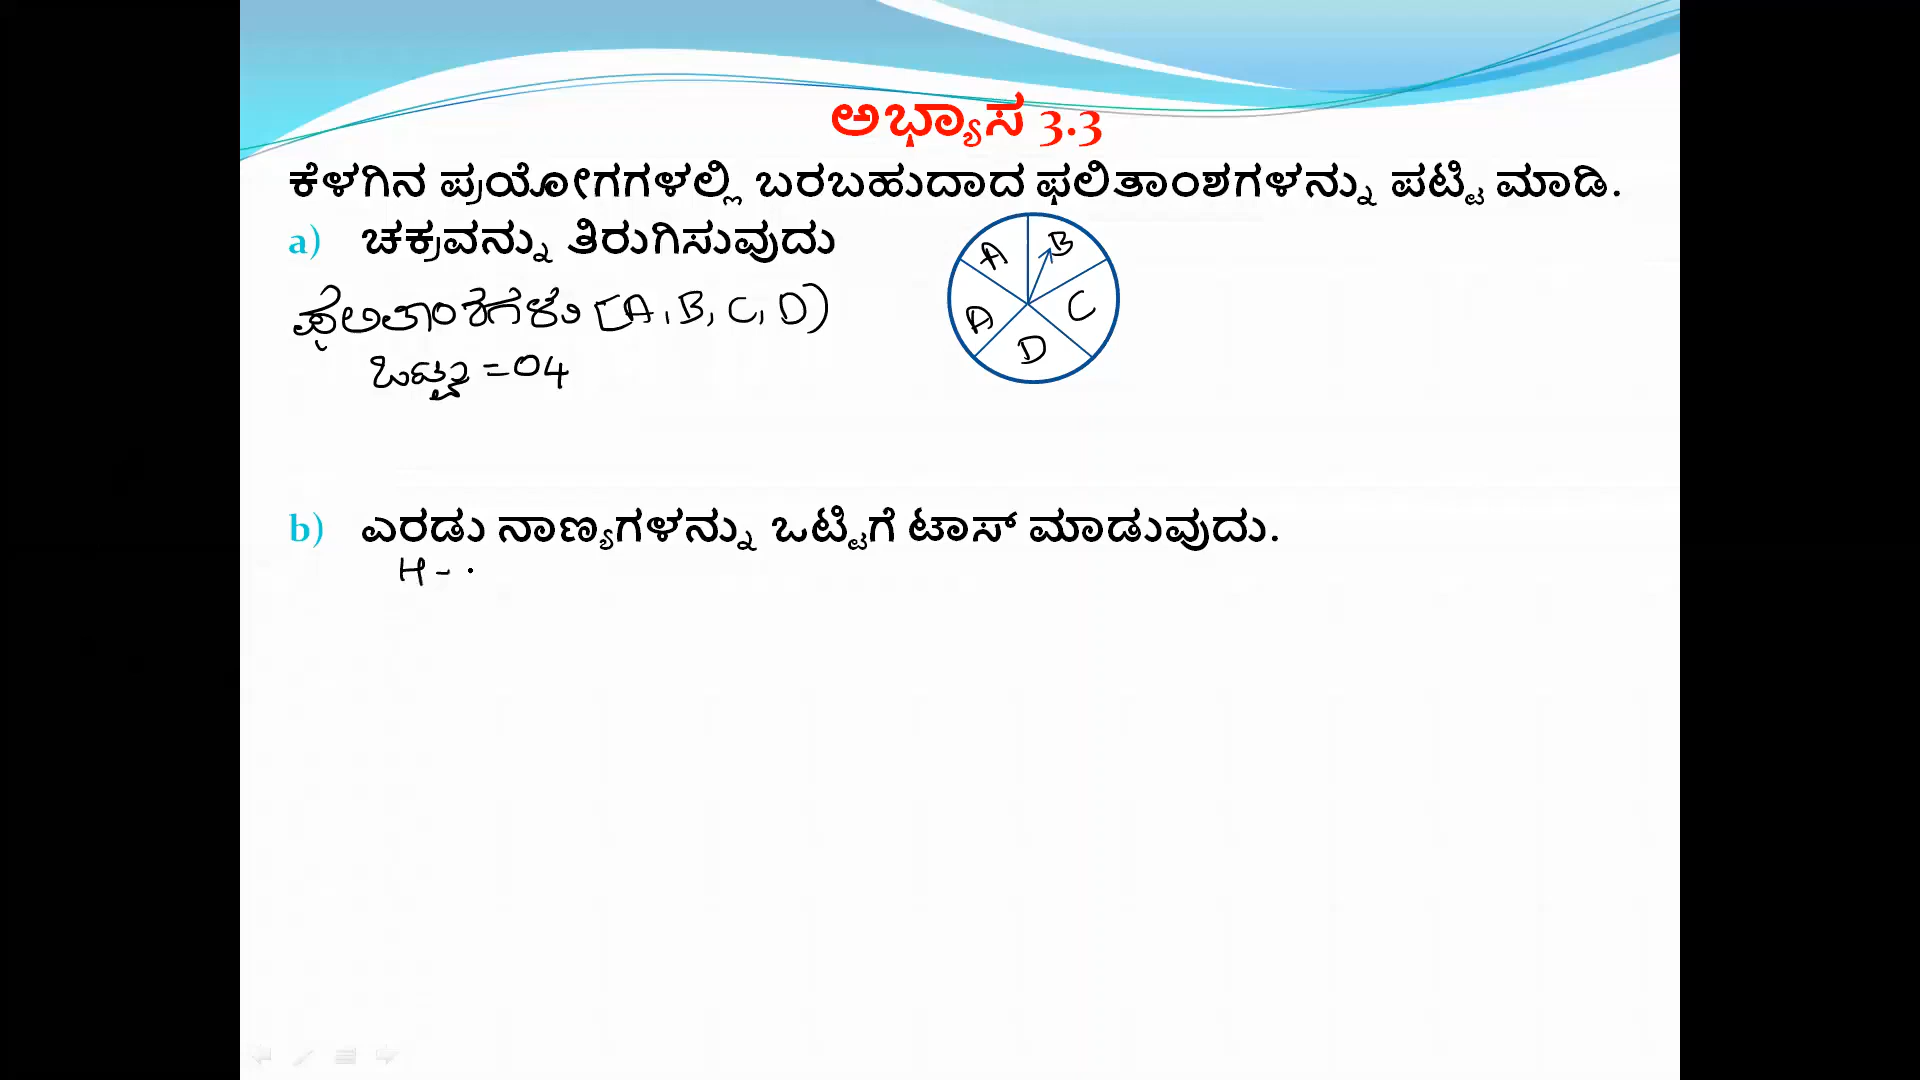 ಅಭ್ಯಾಸ 3.3
ಕೆಳಗಿನ ಪ್ರಯೋಗಗಳಲ್ಲಿ ಬರಬಹುದಾದ ಫಲಿತಾಂಶಗಳನ್ನು ಪಟ್ಟಿ ಮಾಡಿ.
a) ಚಕ್ರವನ್ನು ತಿರುಗಿಸುವುದು
A B
A C
D
ಫಲಿತಾಂಶಗಳು [A, B, C, D)
ಒಟ್ಟು = 04
b) ಎರಡು ನಾಣ್ಯಗಳನ್ನು ಒಟ್ಟಿಗೆ ಟಾಸ್ ಮಾಡುವುದು.
H -